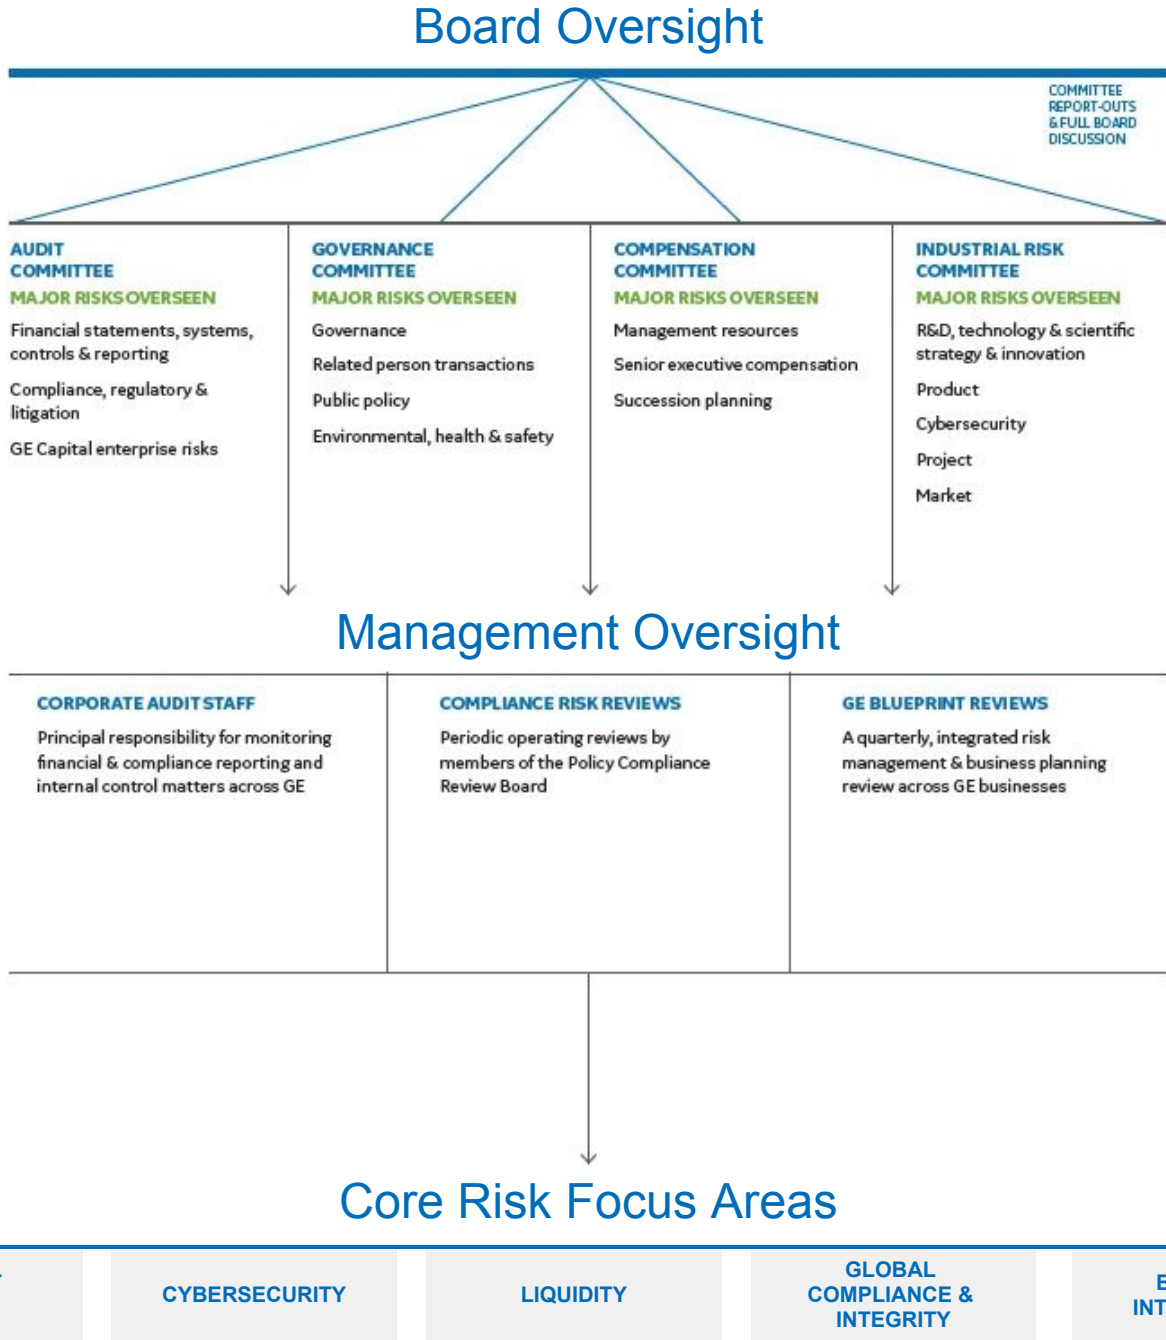 Board Oversight
COMMITTEE
REPORT-OUTS
& FULL BOARD
DISCUSSION
AUDIT
COMMITTEE
MAJOR RISKS OVERSEEN
Financial statements, systems,
controls & reporting
Compliance, regulatory &
litigation
GE Capital enterprise risks
GOVERNANCE
COMMITTEE
MAJOR RISKS OVERSEEN
Governance
Related person transactions
Public policy
Environmental, health & safety
COMPENSATION
COMMITTEE
MAJOR RISKS OVERSEEN
Management resources
Senior executive compensation
Succession planning
INDUSTRIAL RISK
COMMITTEE
MAJOR RISKS OVERSEEN
R&D, technology & scientific
strategy & innovation
Product
Cybersecurity
Project
Market
Management Oversight
CORPORATE AUDIT STAFF
Principal responsibility for monitoring
financial & compliance reporting and
internal control matters across GE
COMPLIANCE RISK REVIEWS
Periodic operating reviews by
members of the Policy Compliance
Review Board
GE BLUEPRINT REVIEWS
A quarterly, integrated risk
management & business planning
review across GE businesses
Core Risk Focus Areas
CYBERSECURITY
LIQUIDITY
GLOBAL
COMPLIANCE &
INTEGRITY